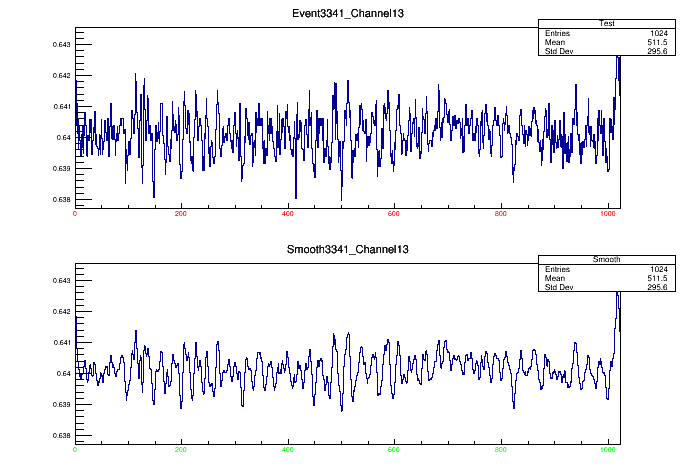 Event3341_Channel13
Test
Entries 1024
Mean 511.5
Std Dev 295.6
0.643
0.642
0.641
0.64
0.639
0.638
0 200 400 600 800 1000
Smooth3341_Channel13
Smooth
Entries 1024
Mean 511.5
Std Dev 295.6
0.643
0.642
0.641
0.64
0.639
0.638
0 200 400 600 800 1000